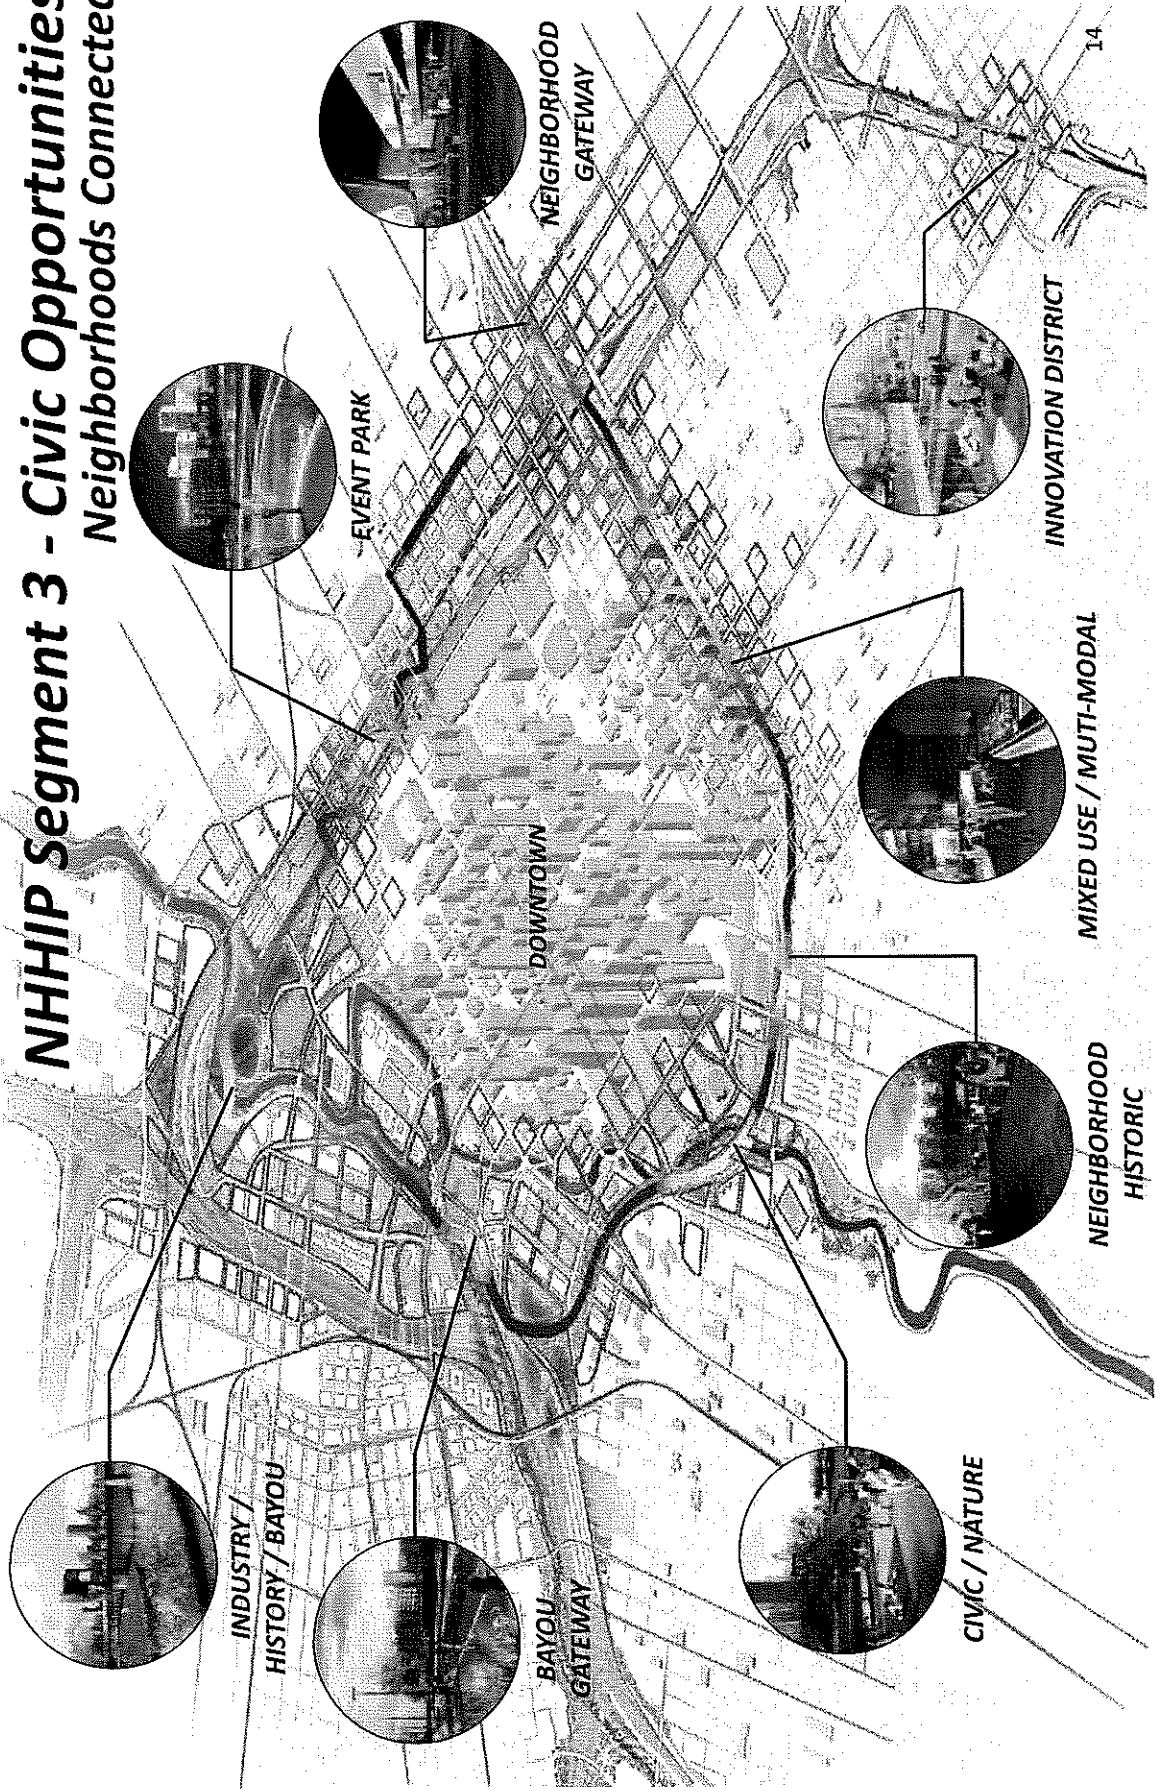 NHHIP Segment 3 - Civic Opportunities
Neighborhoods Connected
INDUSTRY /
HISTORY / BAYOU
BAYOU
GATEWAY
CIVIC / NATURE
EVENT PARK
DOWNTOWN
NEIGHBORHOOD
GATEWAY
NEIGHBORHOOD
HISTORIC
MIXED USE / MUTI-MODAL
INNOVATION DISTRICT
14